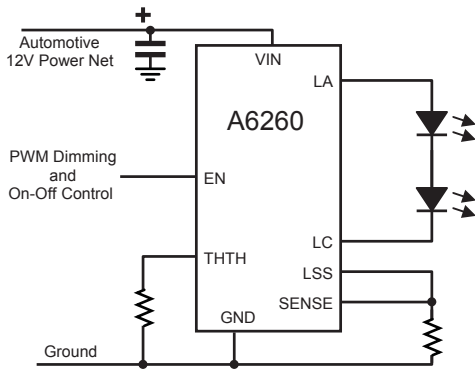 +
Automotive
12V Power Net
VIN
LA
A6260
PWM Dimming
and
On-Off Control
EN
LC
THTH
LSS
SENSE
GND
Ground